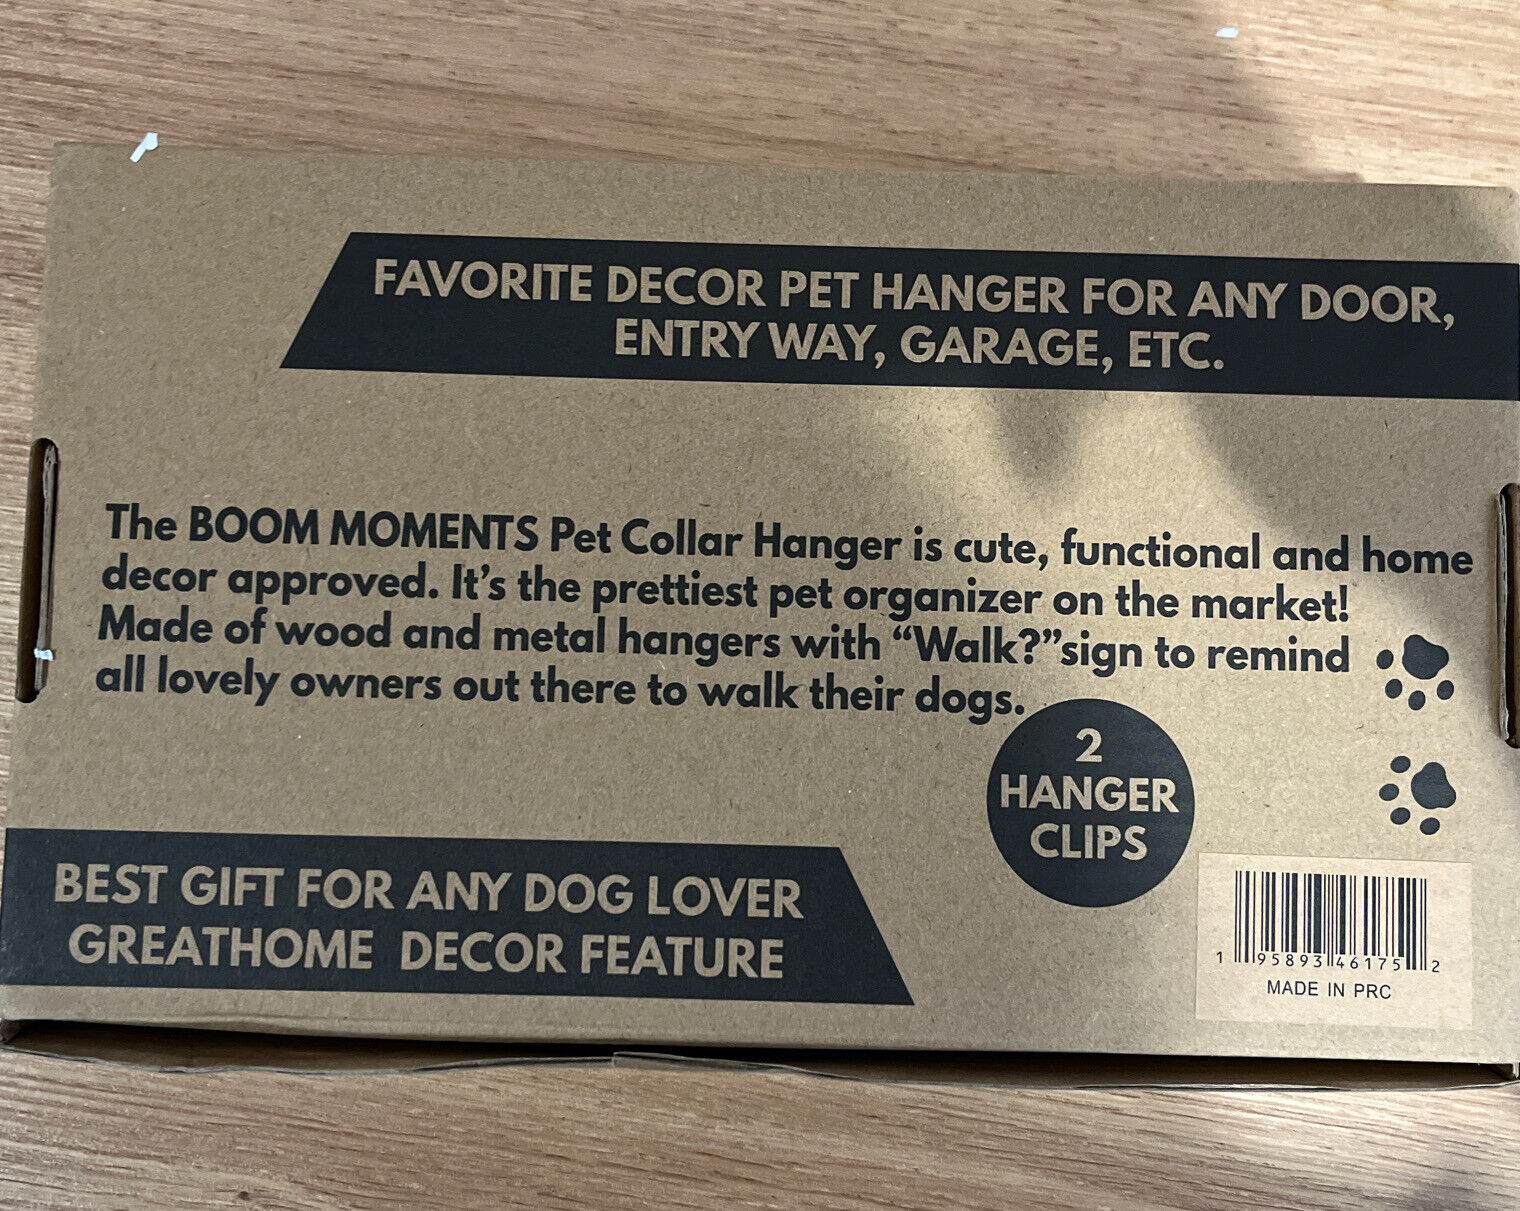 FAVORITE DECOR PET HANGER FOR ANY DOOR,
ENTRY WAY, GARAGE, ETC.
The BOOM MOMENTS Pet Collar Hanger is cute, functional and home
decor approved. It's the prettiest pet organizer on the market!
Made of wood and metal hangers with “Walk?”sign to remind
all lovely owners out there to walk their dogs.
2
HANGER
CLIPS
BEST GIFT FOR ANY DOG LOVER
GREATHOME DECOR FEATURE
1 95893 46175 2
MADE IN PRC